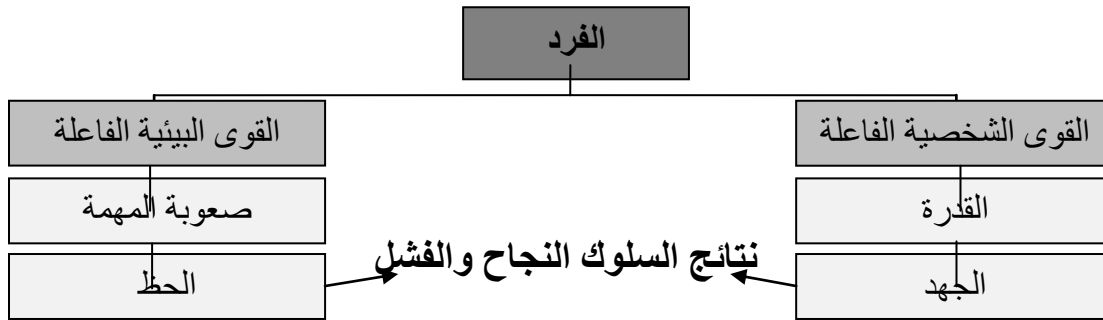 الفرد
القوى الشخصية الفاعلة
القوى البيئية الفاعلة
القدرة
صعوبة المهمة
نتائج السلوك النجاح والفشل
الجهد
الحظ